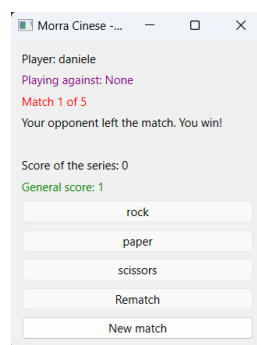 Morra Cinese -...
Player: daniele
Playing against: None
Match 1 of 5
Your opponent left the match. You win!
Score of the series: 0
General score: 1
rock
paper
scissors
Rematch
New match